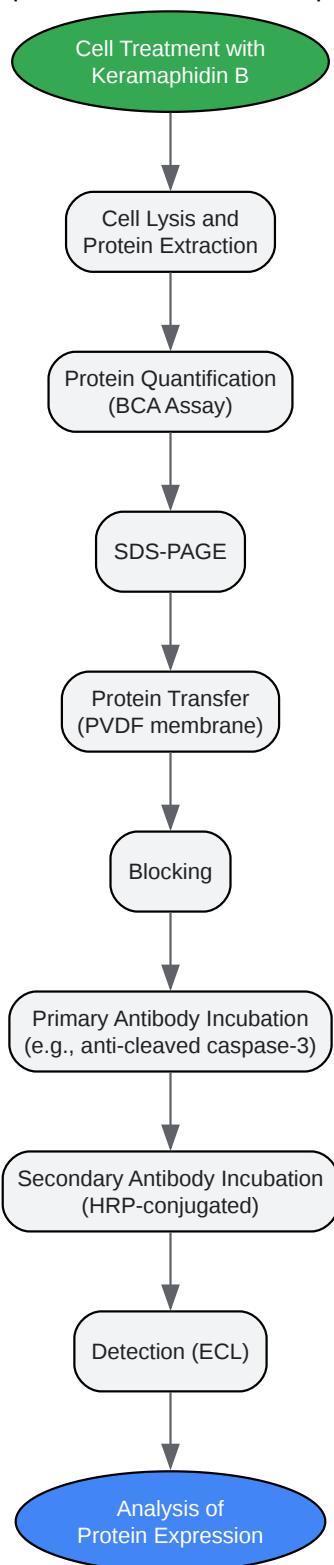 Cell Treatment with
Keramaphidin B
Cell Lysis and
Protein Extraction
Protein Quantification
(BCA Assay)
SDS-PAGE
Protein Transfer
(PVDF membrane)
Blocking
Primary Antibody Incubation
(e.g., anti-cleaved caspase-3)
Secondary Antibody Incubation
(HRP-conjugated)
Detection (ECL)
Analysis of
Protein Expression